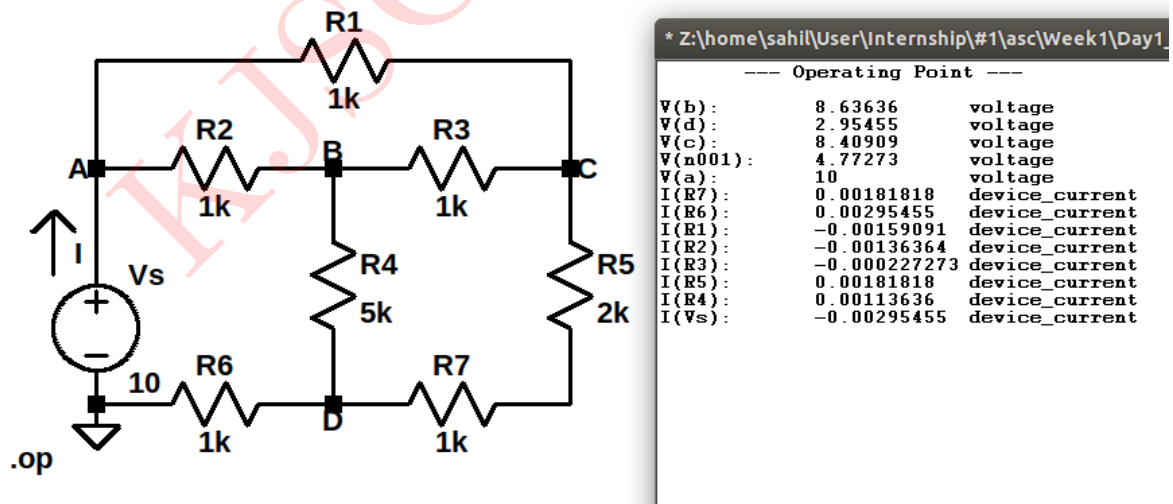 R1
1k
R2
B
R3
A
C
1k
1k
I
Vs
R4
R5
5k
2k
10
R6
R7
D
1k
1k
.op
KJSC
* Z:\home\sahil\User\Internship\#1\asc\Week1\Day1_
--- Operating Point ---
V(b): 8.63636 voltage
V(d): 2.95455 voltage
V(c): 8.40909 voltage
V(n001): 4.77273 voltage
V(a): 10 voltage
I(R7): 0.00181818 device_current
I(R6): 0.00295455 device_current
I(R1): -0.00159091 device_current
I(R2): -0.00136364 device_current
I(R3): -0.000227273 device_current
I(R5): 0.00181818 device_current
I(R4): 0.00113636 device_current
I(Vs): -0.00295455 device_current